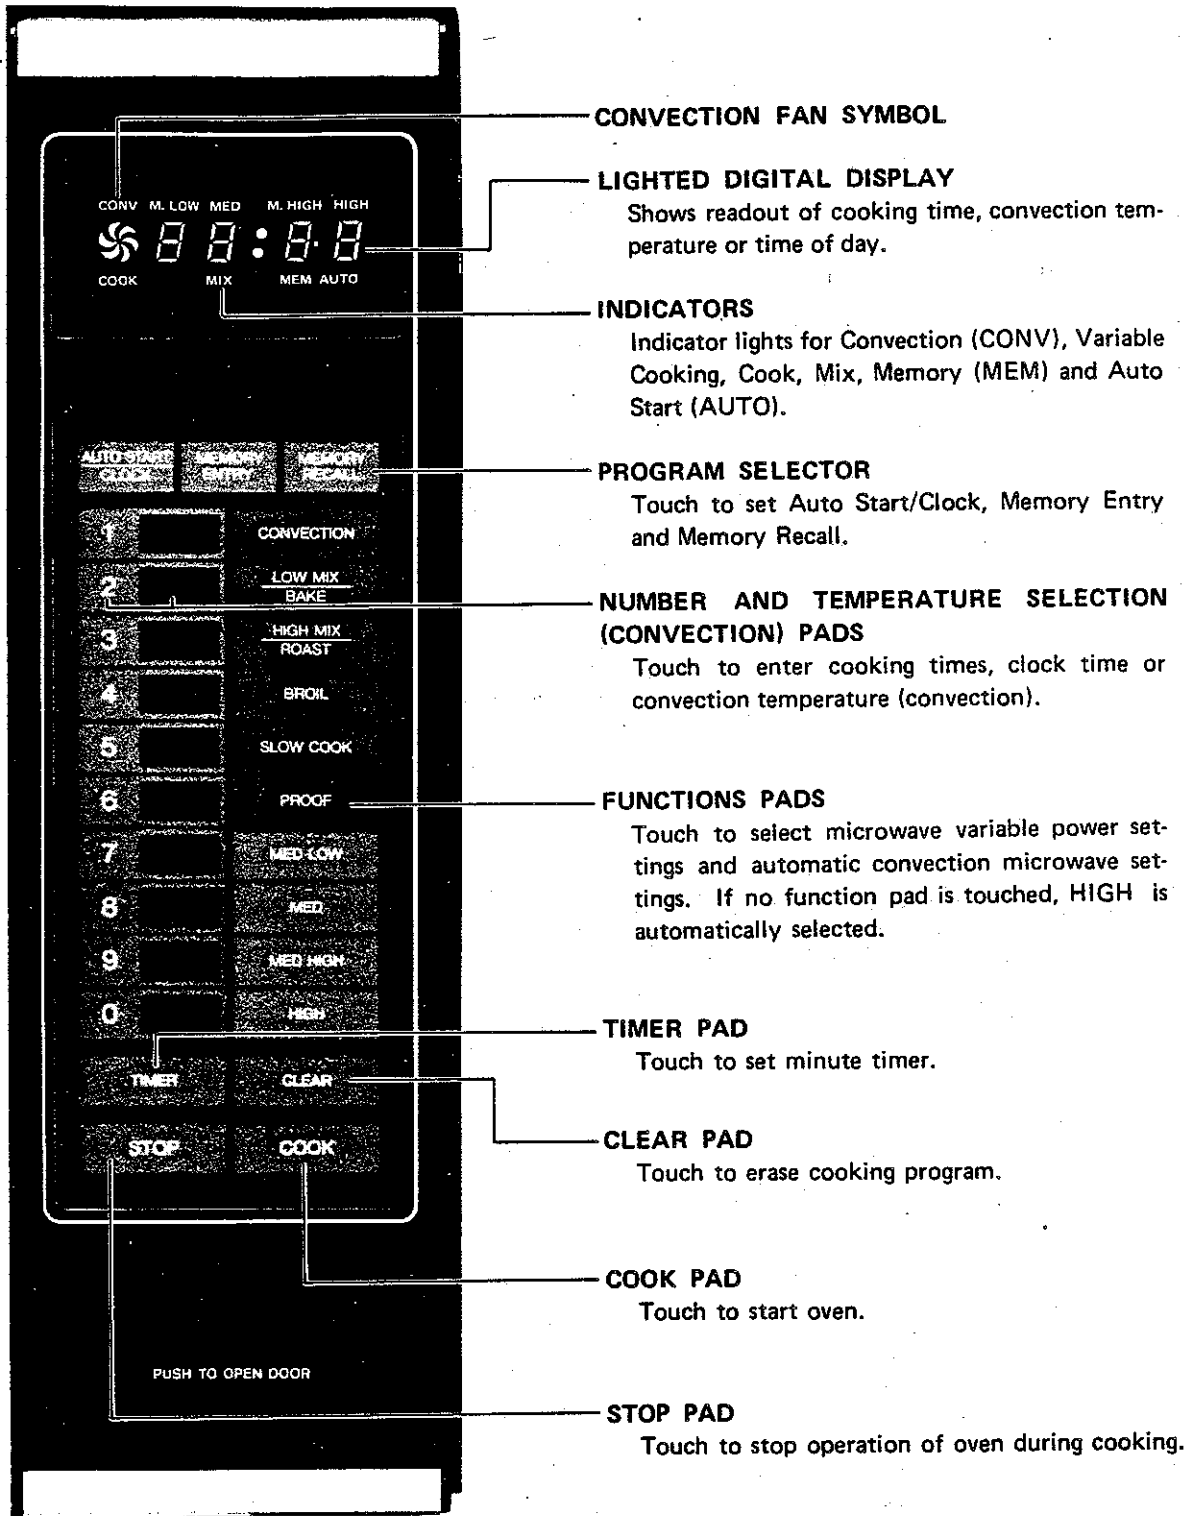 CONVECTION FAN SYMBOL
LIGHTED DIGITAL DISPLAY
Shows readout of cooking time, convection tem-
perature or time of day.
CONV M. LOW MED M. HIGH HIGH
88:8.8
COOK MIX MEM AUTO
INDICATORS
Indicator lights for Convection (CONV), Variable
Cooking, Cook, Mix, Memory (MEM) and Auto
Start (AUTO).
AUTO START
CLOCK
MEMORY
ENTRY
MEMORY
RECALL
PROGRAM SELECTOR
Touch to set Auto Start/Clock, Memory Entry
and Memory Recall.
1 CONVECTION
2 LOW MIX
BAKE
3 HIGH MIX
ROAST
4 BROIL
5 SLOW COOK
6 PROOF
7 MED LOW
8 MED
9 MED HIGH
0 HIGH
TIMER CLEAR
STOP COOK
NUMBER AND TEMPERATURE SELECTION
(CONVECTION) PADS
Touch to enter cooking times, clock time or
convection temperature (convection).
FUNCTIONS PADS
Touch to select microwave variable power set-
tings and automatic convection microwave set-
tings. If no function pad is touched, HIGH is
automatically selected.
TIMER PAD
Touch to set minute timer.
CLEAR PAD
Touch to erase cooking program.
COOK PAD
Touch to start oven.
PUSH TO OPEN DOOR
STOP PAD
Touch to stop operation of oven during cooking.